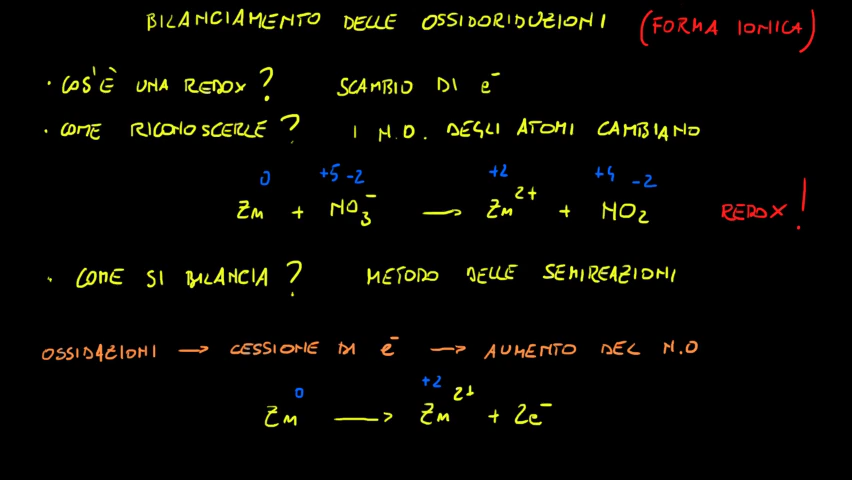 BILANCIAMENTO DELLE OSSIDORIDUZIONI (FORMA IONICA)
• COS'È UNA REDOX? SCAMBIO DI e⁻
• COME RICONOSCERLE? I N.O. DEGLI ATOMI CAMBIANO
0 +5 -2 +2 +4 -2
Zn + NO₃⁻ → Zn²⁺ + NO₂ REDOX!
• COME SI BILANCIA? METODO DELLE SEMIREAZIONI
OSSIDAZIONI → CESSIONE DI e⁻ → AUMENTO DEL N.O
0 +2
Zn → Zn²⁺ + 2e⁻